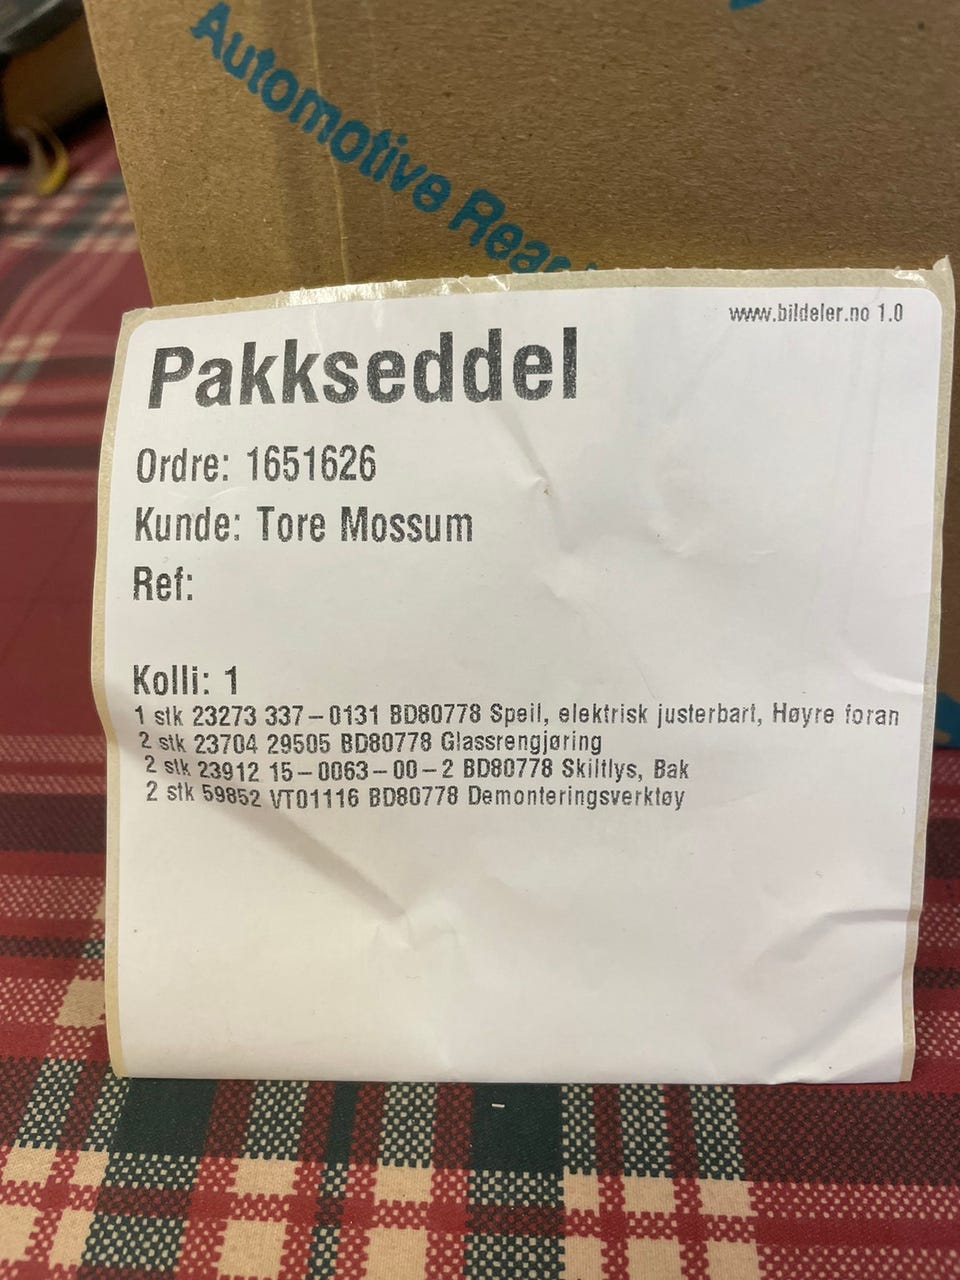 Automotive
www.bildeler.no 1.0
Pakkseddel
Ordre: 1651626
Kunde: Tore Mossum
Ref:
Kolli: 1
1 stk 23273 337-0131 BD80778 Speil, elektrisk justerbart, Høyre foran
2 stk 23704 29505 BD80778 Glassrengjøring
2 stk 23912 15-0063-00-2 BD80778 Skiltlys, Bak
2 stk 59852 VT01116 BD80778 Demonteringsverktøy